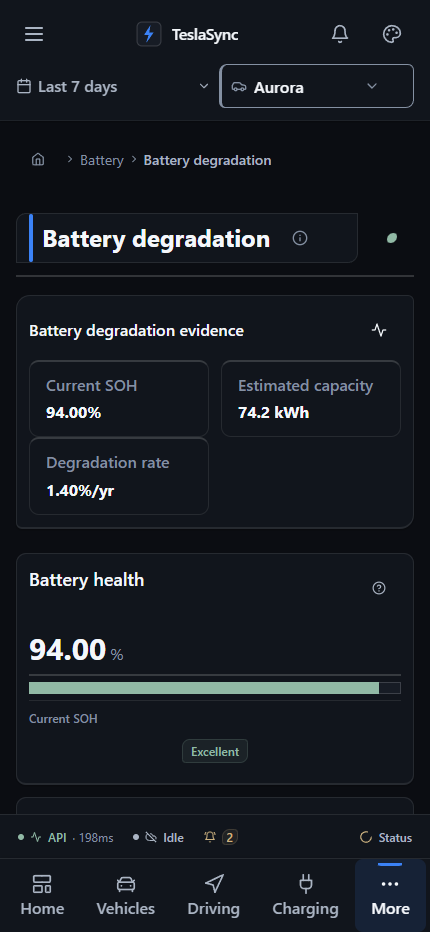 TeslaSync
Last 7 days
Aurora
Battery
Battery degradation
Battery degradation
Battery degradation evidence
Current SOH
94.00%
Estimated capacity
74.2 kWh
Degradation rate
1.40%/yr
Battery health
94.00 %
Current SOH
Excellent
API · 198ms
Idle
2
Status
Home
Vehicles
Driving
Charging
More